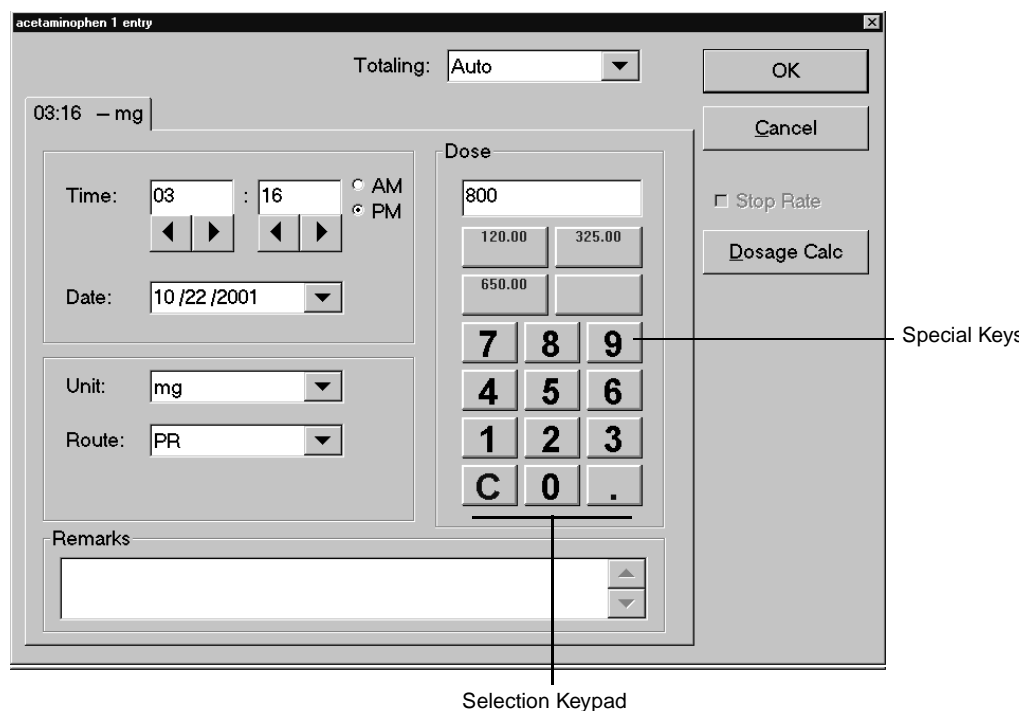 acetaminophen 1 entry
Totaling: Auto
OK
03:16 – mg
Cancel
Dose
Time: 03 : 16 AM
PM
800
Stop Rate
120.00 325.00
Dosage Calc
Date: 10 /22 /2001
650.00
7 8 9
Special Keys
Unit: mg
4 5 6
Route: PR
1 2 3
C 0 .
Remarks
Selection Keypad